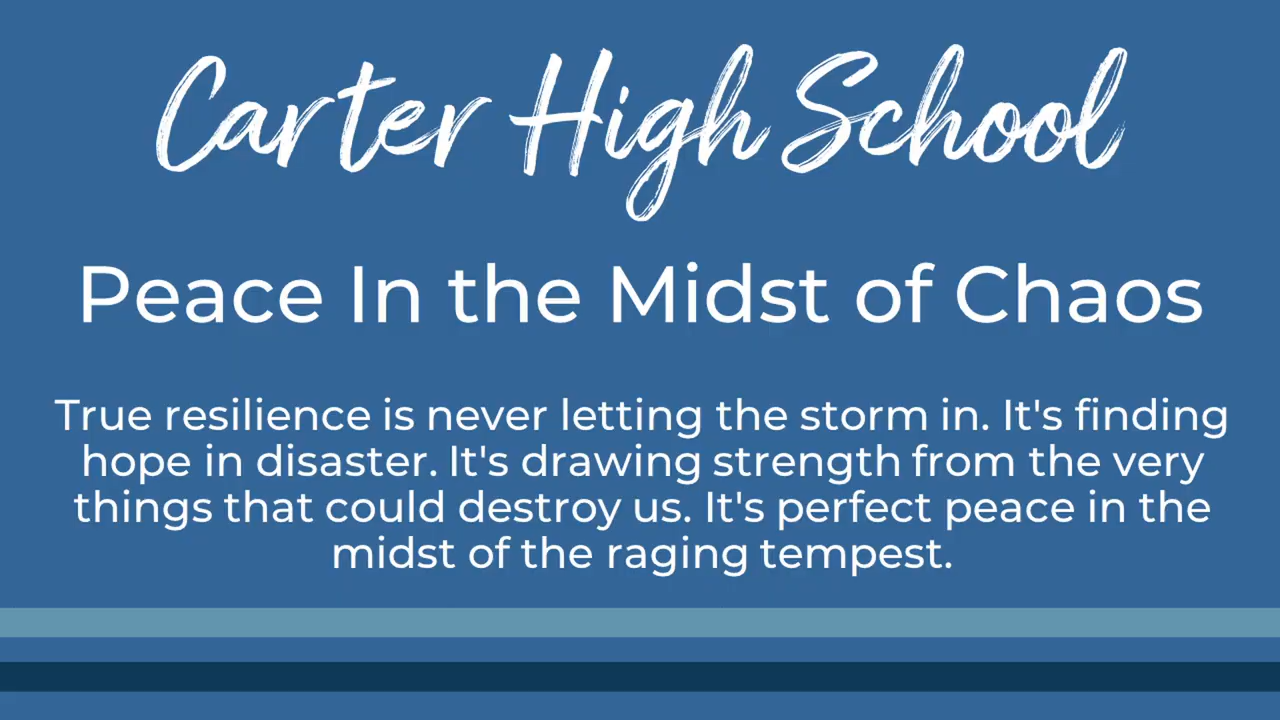 Carter High School
Peace In the Midst of Chaos
True resilience is never letting the storm in. It's finding
hope in disaster. It's drawing strength from the very
things that could destroy us. It's perfect peace in the
midst of the raging tempest.